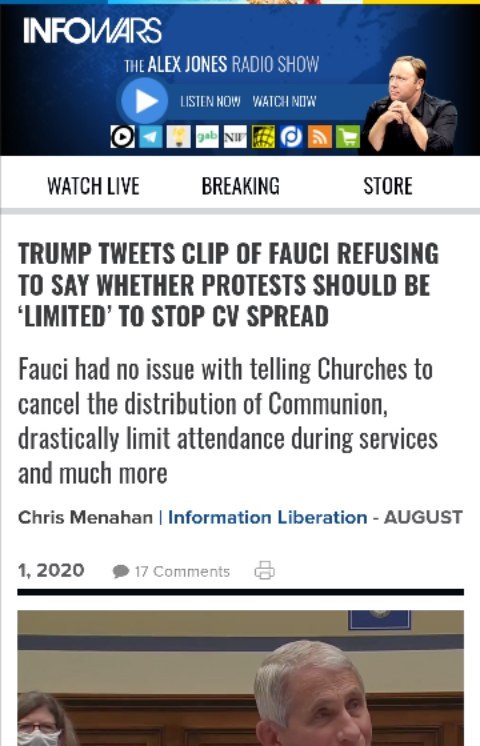 INFOWARS
THE ALEX JONES RADIO SHOW
LISTEN NOW WATCH NOW
gab NIF
WATCH LIVE BREAKING STORE
TRUMP TWEETS CLIP OF FAUCI REFUSING
TO SAY WHETHER PROTESTS SHOULD BE
‘LIMITED’ TO STOP CV SPREAD
Fauci had no issue with telling Churches to
cancel the distribution of Communion,
drastically limit attendance during services
and much more
Chris Menahan | Information Liberation - AUGUST
1, 2020 17 Comments